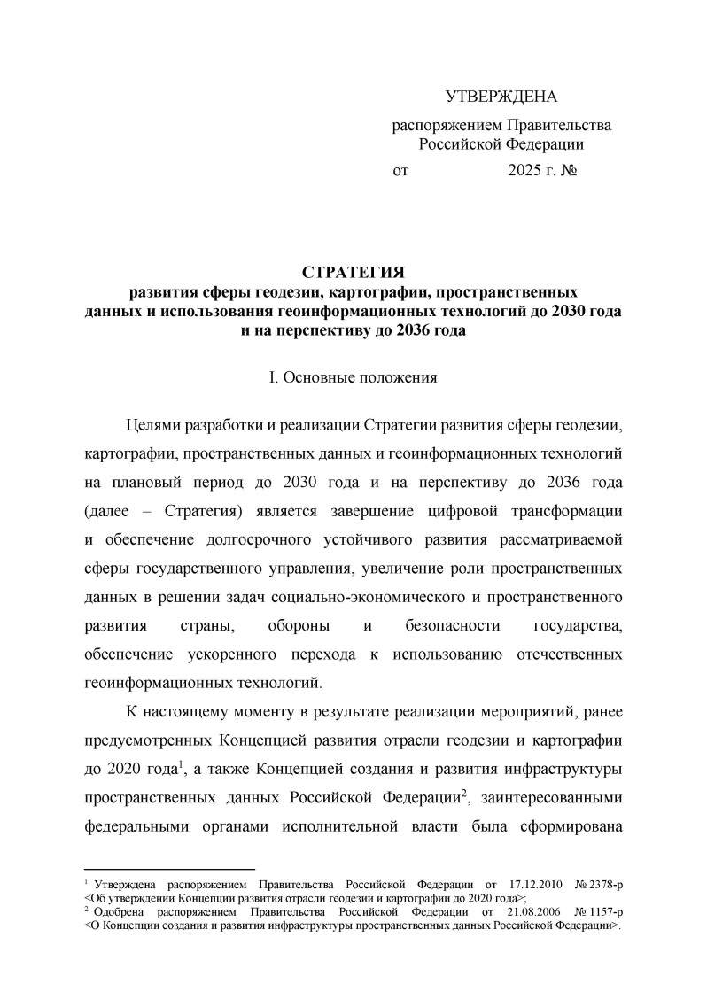 УТВЕРЖДЕНА
распоряжением Правительства
Российской Федерации
от 2025 г. №
СТРАТЕГИЯ
развития сферы геодезии, картографии, пространственных
данных и использования геоинформационных технологий до 2030 года
и на перспективу до 2036 года
I. Основные положения
Целями разработки и реализации Стратегии развития сферы геодезии,
картографии, пространственных данных и геоинформационных технологий
на плановый период до 2030 года и на перспективу до 2036 года
(далее – Стратегия) является завершение цифровой трансформации
и обеспечение долгосрочного устойчивого развития рассматриваемой
сферы государственного управления, увеличение роли пространственных
данных в решении задач социально-экономического и пространственного
развития страны, обороны и безопасности государства,
обеспечение ускоренного перехода к использованию отечественных
геоинформационных технологий.
К настоящему моменту в результате реализации мероприятий, ранее
предусмотренных Концепцией развития отрасли геодезии и картографии
до 2020 года¹, а также Концепцией создания и развития инфраструктуры
пространственных данных Российской Федерации², заинтересованными
федеральными органами исполнительной власти была сформирована
¹ Утверждена распоряжением Правительства Российской Федерации от 17.12.2010 № 2378-р
<Об утверждении Концепции развития отрасли геодезии и картографии до 2020 года>;
² Одобрена распоряжением Правительства Российской Федерации от 21.08.2006 № 1157-р
<О Концепции создания и развития инфраструктуры пространственных данных Российской Федерации>.